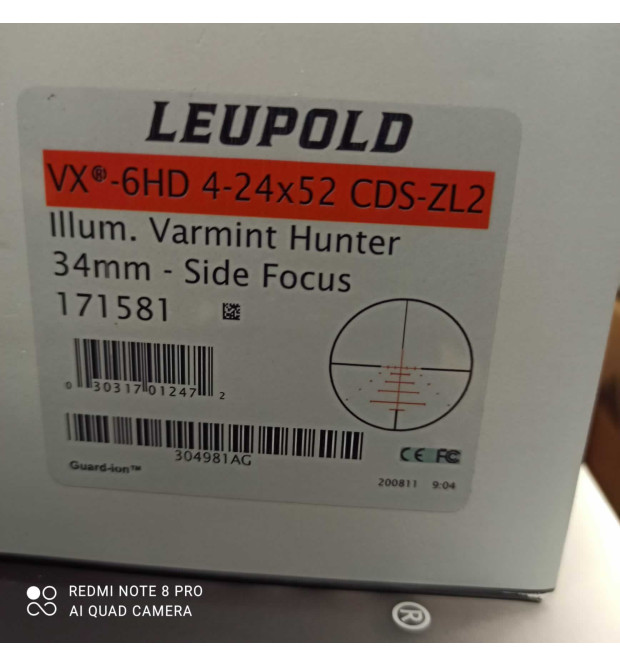 LEUPOLD
VX®-6HD 4-24x52 CDS-ZL2
Illum. Varmint Hunter
34mm - Side Focus
171581
0 30317 01247 2
304981AG
CE FC
Guard-ion™
200811 9:04
REDMI NOTE 8 PRO
AI QUAD CAMERA
®